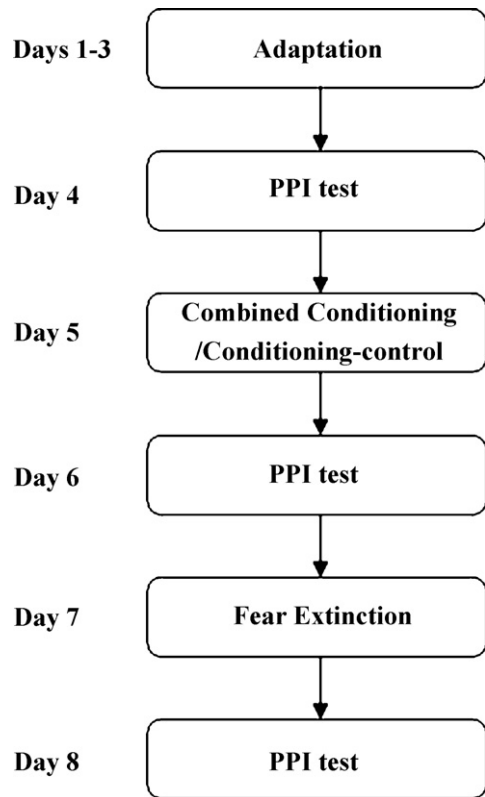 Days 1-3
Adaptation
Day 4
PPI test
Day 5
Combined Conditioning
/Conditioning-control
Day 6
PPI test
Day 7
Fear Extinction
Day 8
PPI test